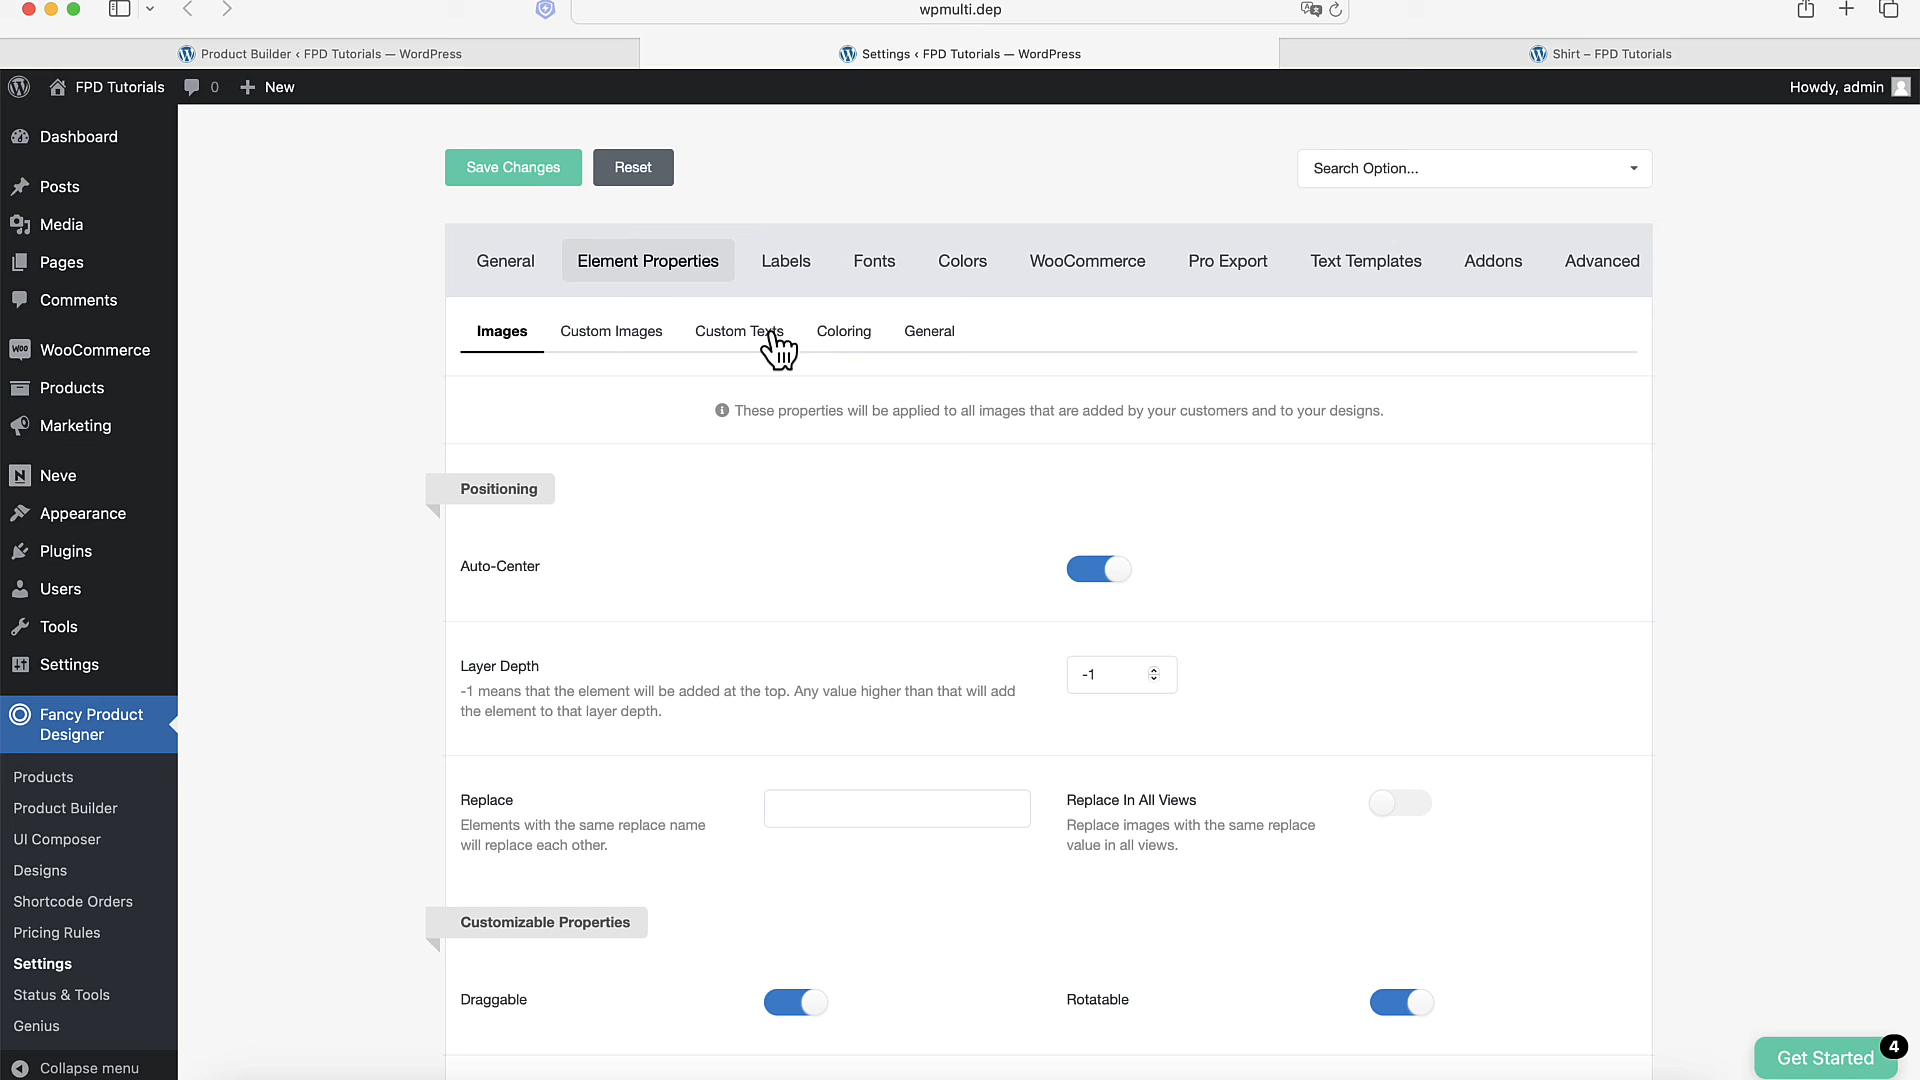 wpmulti.dep
Product Builder ‹ FPD Tutorials — WordPress
Settings ‹ FPD Tutorials — WordPress
Shirt – FPD Tutorials
FPD Tutorials
0
New
Howdy, admin
Dashboard
Posts
Media
Pages
Comments
WooCommerce
Products
Marketing
Neve
Appearance
Plugins
Users
Tools
Settings
Fancy Product
Designer
Products
Product Builder
UI Composer
Designs
Shortcode Orders
Pricing Rules
Settings
Status & Tools
Genius
Collapse menu
Save Changes
Reset
Search Option...
General
Element Properties
Labels
Fonts
Colors
WooCommerce
Pro Export
Text Templates
Addons
Advanced
Images
Custom Images
Custom Texts
Coloring
General
These properties will be applied to all images that are added by your customers and to your designs.
Positioning
Auto-Center
Layer Depth
-1 means that the element will be added at the top. Any value higher than that will add
the element to that layer depth.
-1
Replace
Elements with the same replace name
will replace each other.
Replace In All Views
Replace images with the same replace
value in all views.
Customizable Properties
Draggable
Rotatable
Get Started
4